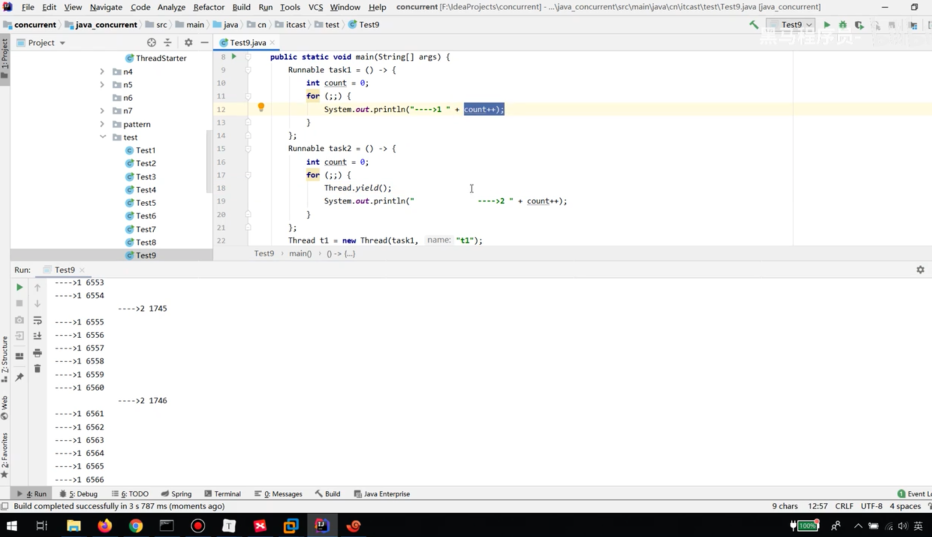 File Edit View Navigate Code Analyze Refactor Build Run Tools VCS Window Help concurrent [F:\IdeaProjects\concurrent] - ...\java_concurrent\src\main\java\cn\itcast\test\Test9.java [java_concurrent]
concurrent java_concurrent src main java cn itcast test Test9
Test9
黑马程序员
1: Project
Project
Test9.java
ThreadStarter
n4
n5
n6
n7
pattern
test
Test1
Test2
Test3
Test4
Test5
Test6
Test7
Test8
Test9
8 public static void main(String[] args) {
9 Runnable task1 = () -> {
10 int count = 0;
11 for (;;) {
12 System.out.println("---->1 " + count++);
13 }
14 };
15 Runnable task2 = () -> {
16 int count = 0;
17 for (;;) {
18 Thread.yield();
19 System.out.println("              ---->2 " + count++);
20 }
21 };
22 Thread t1 = new Thread(task1, name: "t1");
Test9 main() () -> {...}
Run: Test9
---->1 6553
---->1 6554
              ---->2 1745
---->1 6555
---->1 6556
---->1 6557
---->1 6558
---->1 6559
---->1 6560
              ---->2 1746
---->1 6561
---->1 6562
---->1 6563
---->1 6564
---->1 6565
---->1 6566
Z: Structure
Web
2: Favorites
4: Run 5: Debug 6: TODO Spring Terminal 0: Messages Build Java Enterprise Event L
Build completed successfully in 3 s 787 ms (moments ago) 9 chars 12:57 CRLF UTF-8 4 spaces
100% 英